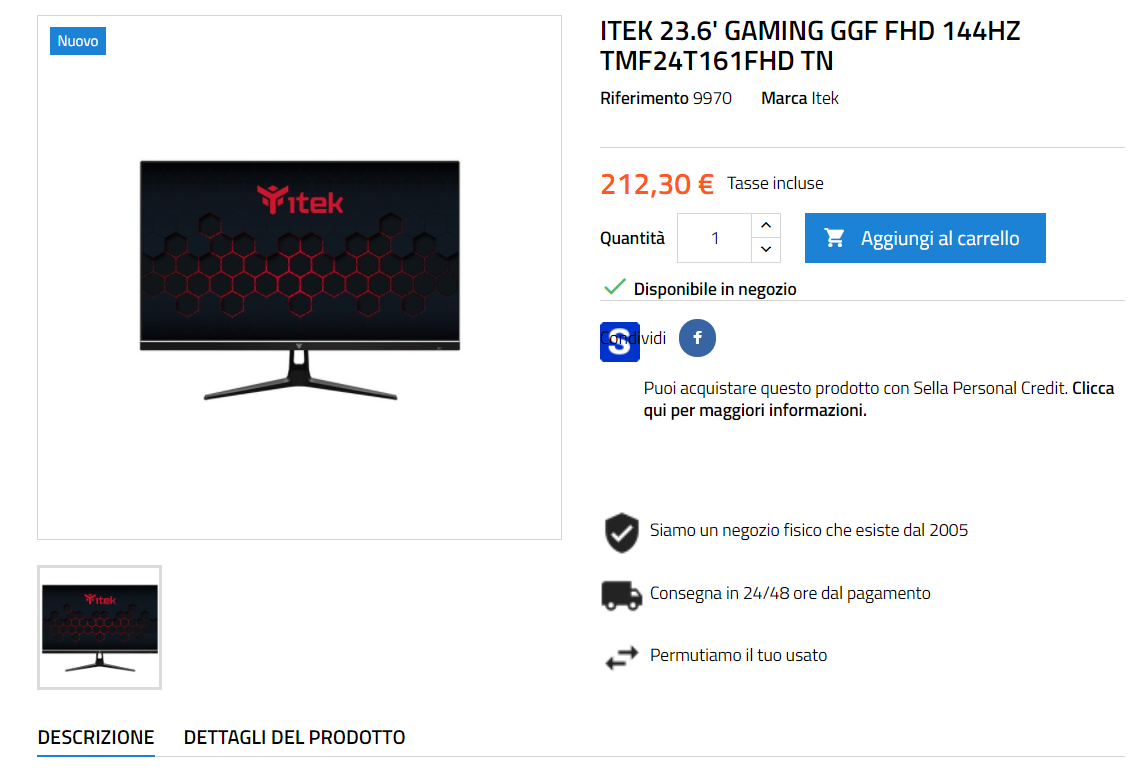 Nuovo
itek
itek
ITEK 23.6' GAMING GGF FHD 144HZ
TMF24T161FHD TN
Riferimento 9970 Marca Itek
212,30 € Tasse incluse
Quantità 1 Aggiungi al carrello
Disponibile in negozio
S
Condividi f
Puoi acquistare questo prodotto con Sella Personal Credit. Clicca
qui per maggiori informazioni.
Siamo un negozio fisico che esiste dal 2005
Consegna in 24/48 ore dal pagamento
Permutiamo il tuo usato
DESCRIZIONE DETTAGLI DEL PRODOTTO